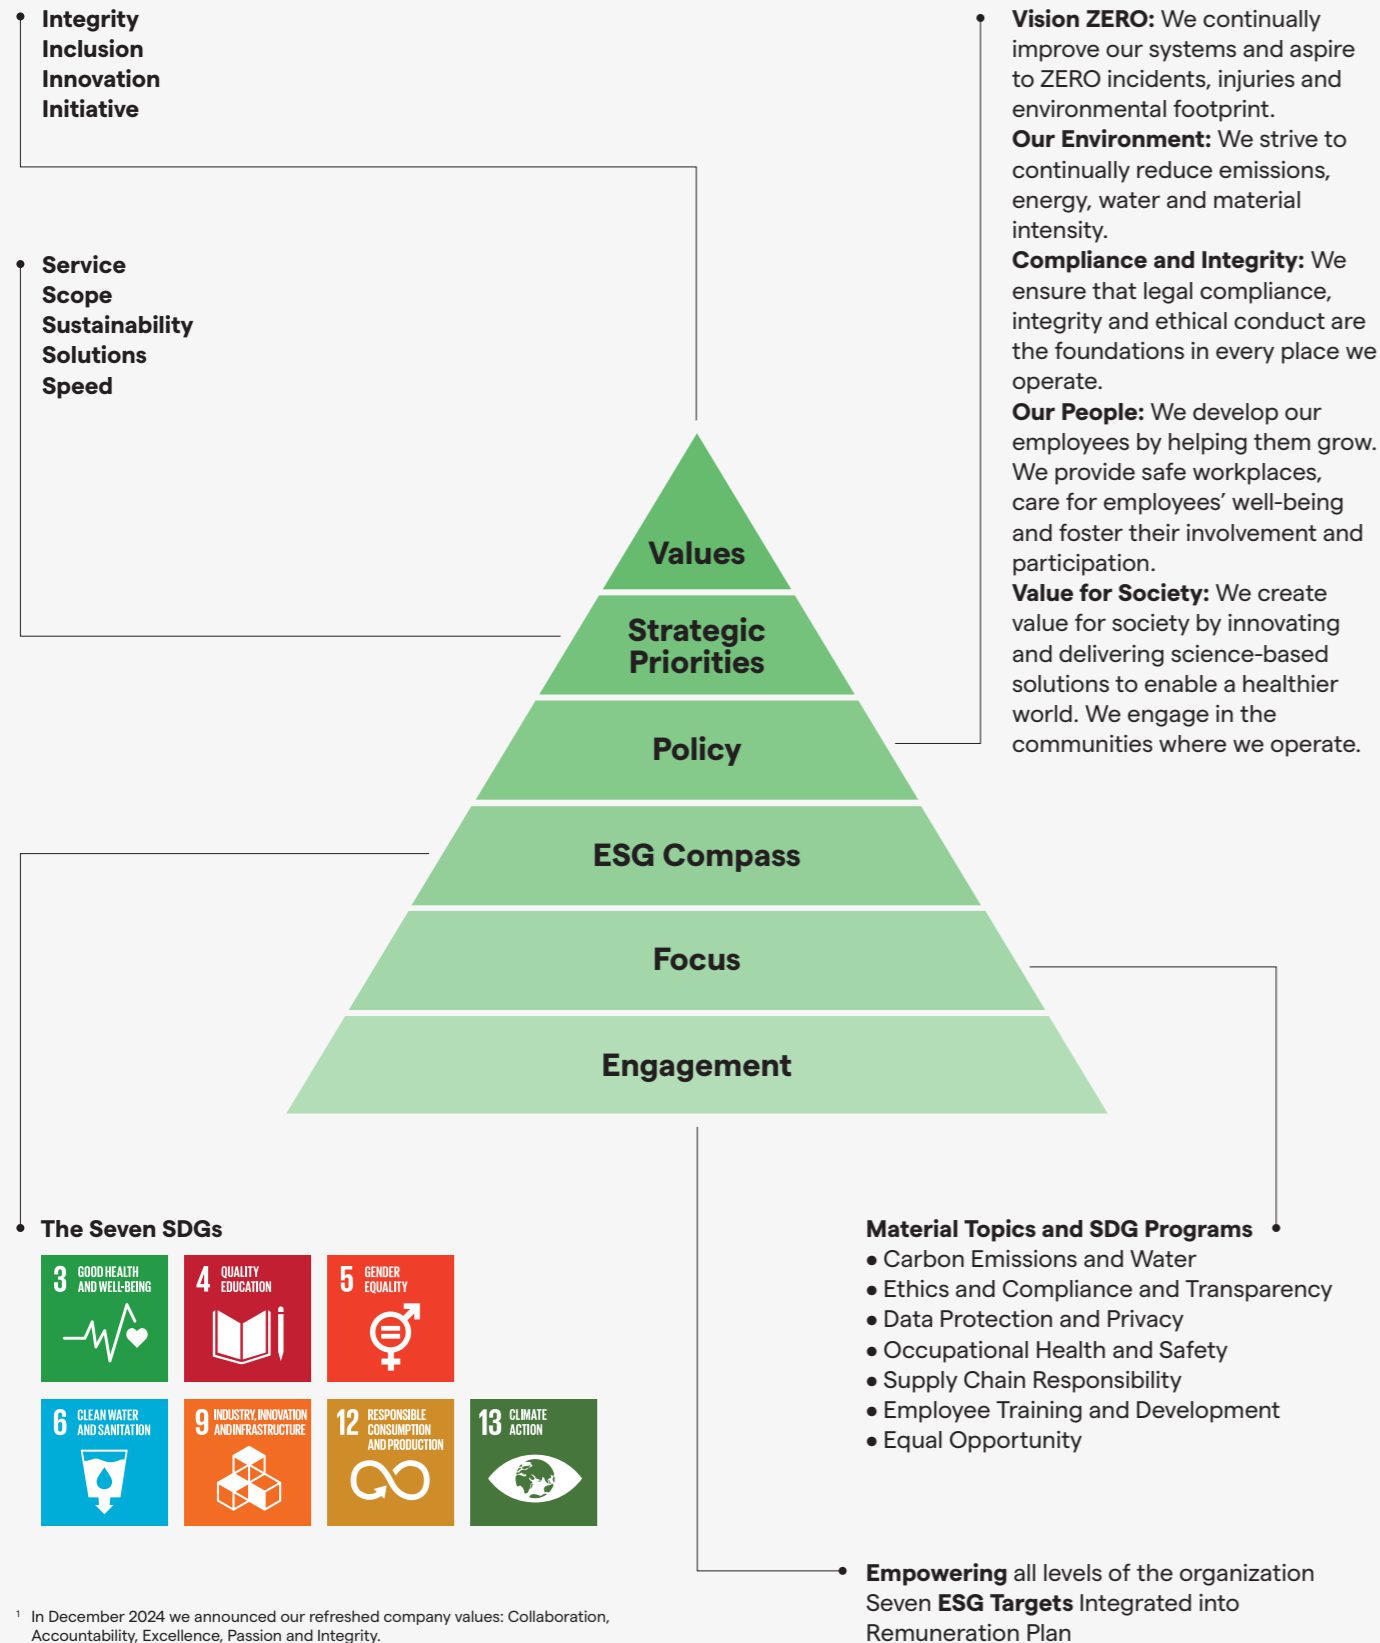 Integrity
Inclusion
Innovation
Initiative
Service
Scope
Sustainability
Solutions
Speed
Vision ZERO: We continually
improve our systems and aspire
to ZERO incidents, injuries and
environmental footprint.
Our Environment: We strive to
continually reduce emissions,
energy, water and material
intensity.
Compliance and Integrity: We
ensure that legal compliance,
integrity and ethical conduct are
the foundations in every place we
operate.
Our People: We develop our
employees by helping them grow.
We provide safe workplaces,
care for employees’ well-being
and foster their involvement and
participation.
Value for Society: We create
value for society by innovating
and delivering science-based
solutions to enable a healthier
world. We engage in the
communities where we operate.
Values
Strategic
Priorities
Policy
ESG Compass
Focus
Engagement
The Seven SDGs
3 GOOD HEALTH
AND WELL-BEING
4 QUALITY
EDUCATION
5 GENDER
EQUALITY
6 CLEAN WATER
AND SANITATION
9 INDUSTRY, INNOVATION
AND INFRASTRUCTURE
12 RESPONSIBLE
CONSUMPTION
AND PRODUCTION
13 CLIMATE
ACTION
Material Topics and SDG Programs
• Carbon Emissions and Water
• Ethics and Compliance and Transparency
• Data Protection and Privacy
• Occupational Health and Safety
• Supply Chain Responsibility
• Employee Training and Development
• Equal Opportunity
Empowering all levels of the organization
Seven ESG Targets Integrated into
Remuneration Plan
1 In December 2024 we announced our refreshed company values: Collaboration,
Accountability, Excellence, Passion and Integrity.